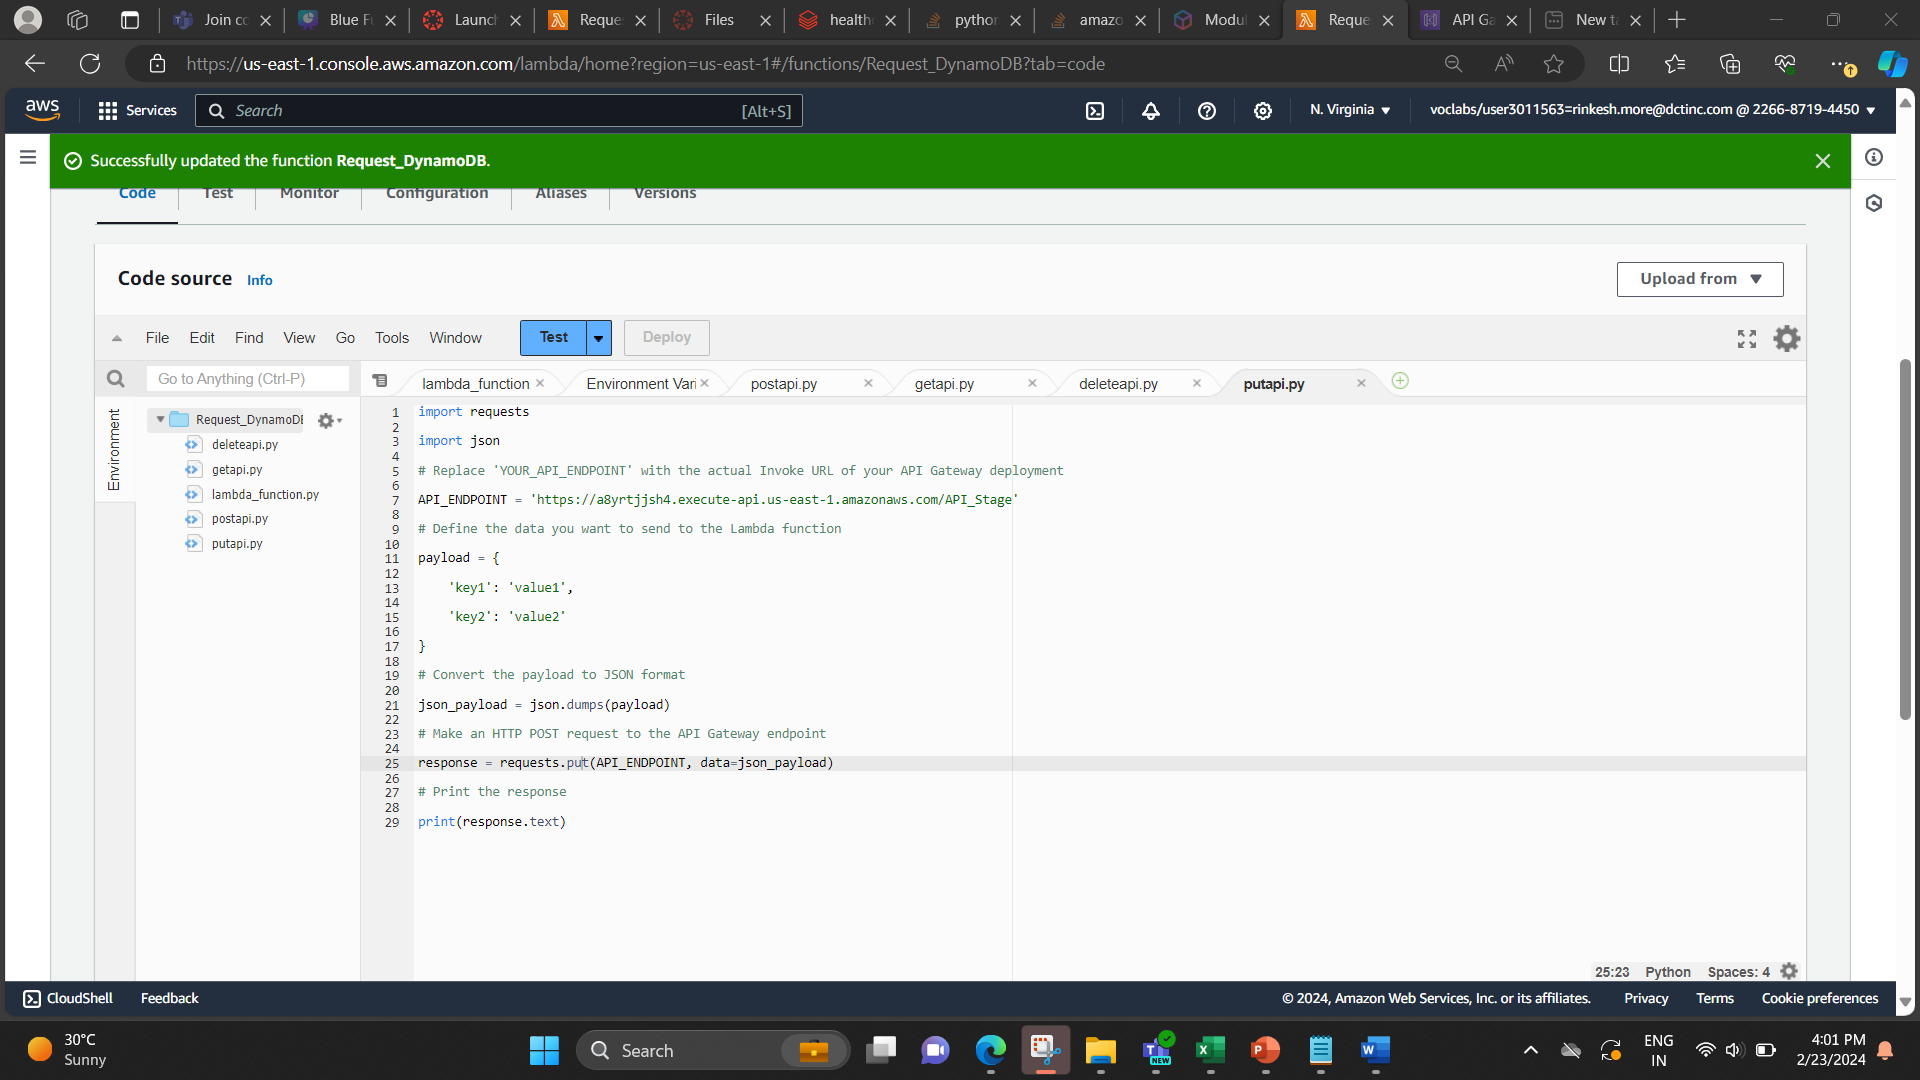 Join co
Blue Fu
Launch
Reques
Files
health
python
amazo
Modul
Reques
API Ga
New ta
https://us-east-1.console.aws.amazon.com/lambda/home?region=us-east-1#/functions/Request_DynamoDB?tab=code
aws
Services
Search
[Alt+S]
N. Virginia
voclabs/user3011563=rinkesh.more@dctinc.com @ 2266-8719-4450
Successfully updated the function Request_DynamoDB.
Code
Test
Monitor
Configuration
Aliases
Versions
Code source Info
Upload from
File Edit Find View Go Tools Window
Test
Deploy
Go to Anything (Ctrl-P)
lambda_function
Environment Vari
postapi.py
getapi.py
deleteapi.py
putapi.py
Environment
Request_DynamoDB
deleteapi.py
getapi.py
lambda_function.py
postapi.py
putapi.py
1 import requests
2
3 import json
4
5 # Replace 'YOUR_API_ENDPOINT' with the actual Invoke URL of your API Gateway deployment
6
7 API_ENDPOINT = 'https://a8yrtjjsh4.execute-api.us-east-1.amazonaws.com/API_Stage'
8
9 # Define the data you want to send to the Lambda function
10
11 payload = {
12
13     'key1': 'value1',
14
15     'key2': 'value2'
16
17 }
18
19 # Convert the payload to JSON format
20
21 json_payload = json.dumps(payload)
22
23 # Make an HTTP POST request to the API Gateway endpoint
24
25 response = requests.put(API_ENDPOINT, data=json_payload)
26
27 # Print the response
28
29 print(response.text)
25:23 Python Spaces: 4
CloudShell
Feedback
© 2024, Amazon Web Services, Inc. or its affiliates.
Privacy
Terms
Cookie preferences
30°C
Sunny
Search
NEW
ENG
IN
4:01 PM
2/23/2024